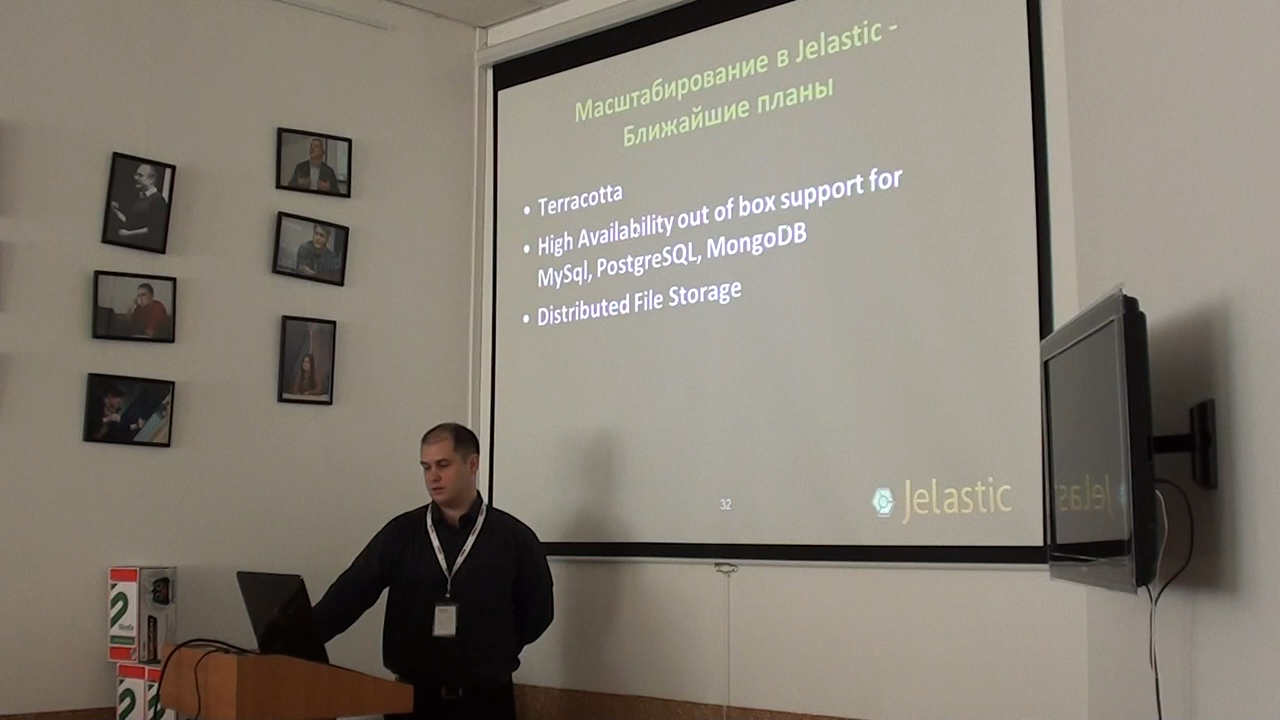 Масштабирование в Jelastic -
Ближайшие планы
• Terracotta
• High Availability out of box support for
MySql, PostgreSQL, MongoDB
• Distributed File Storage
32
Jelastic